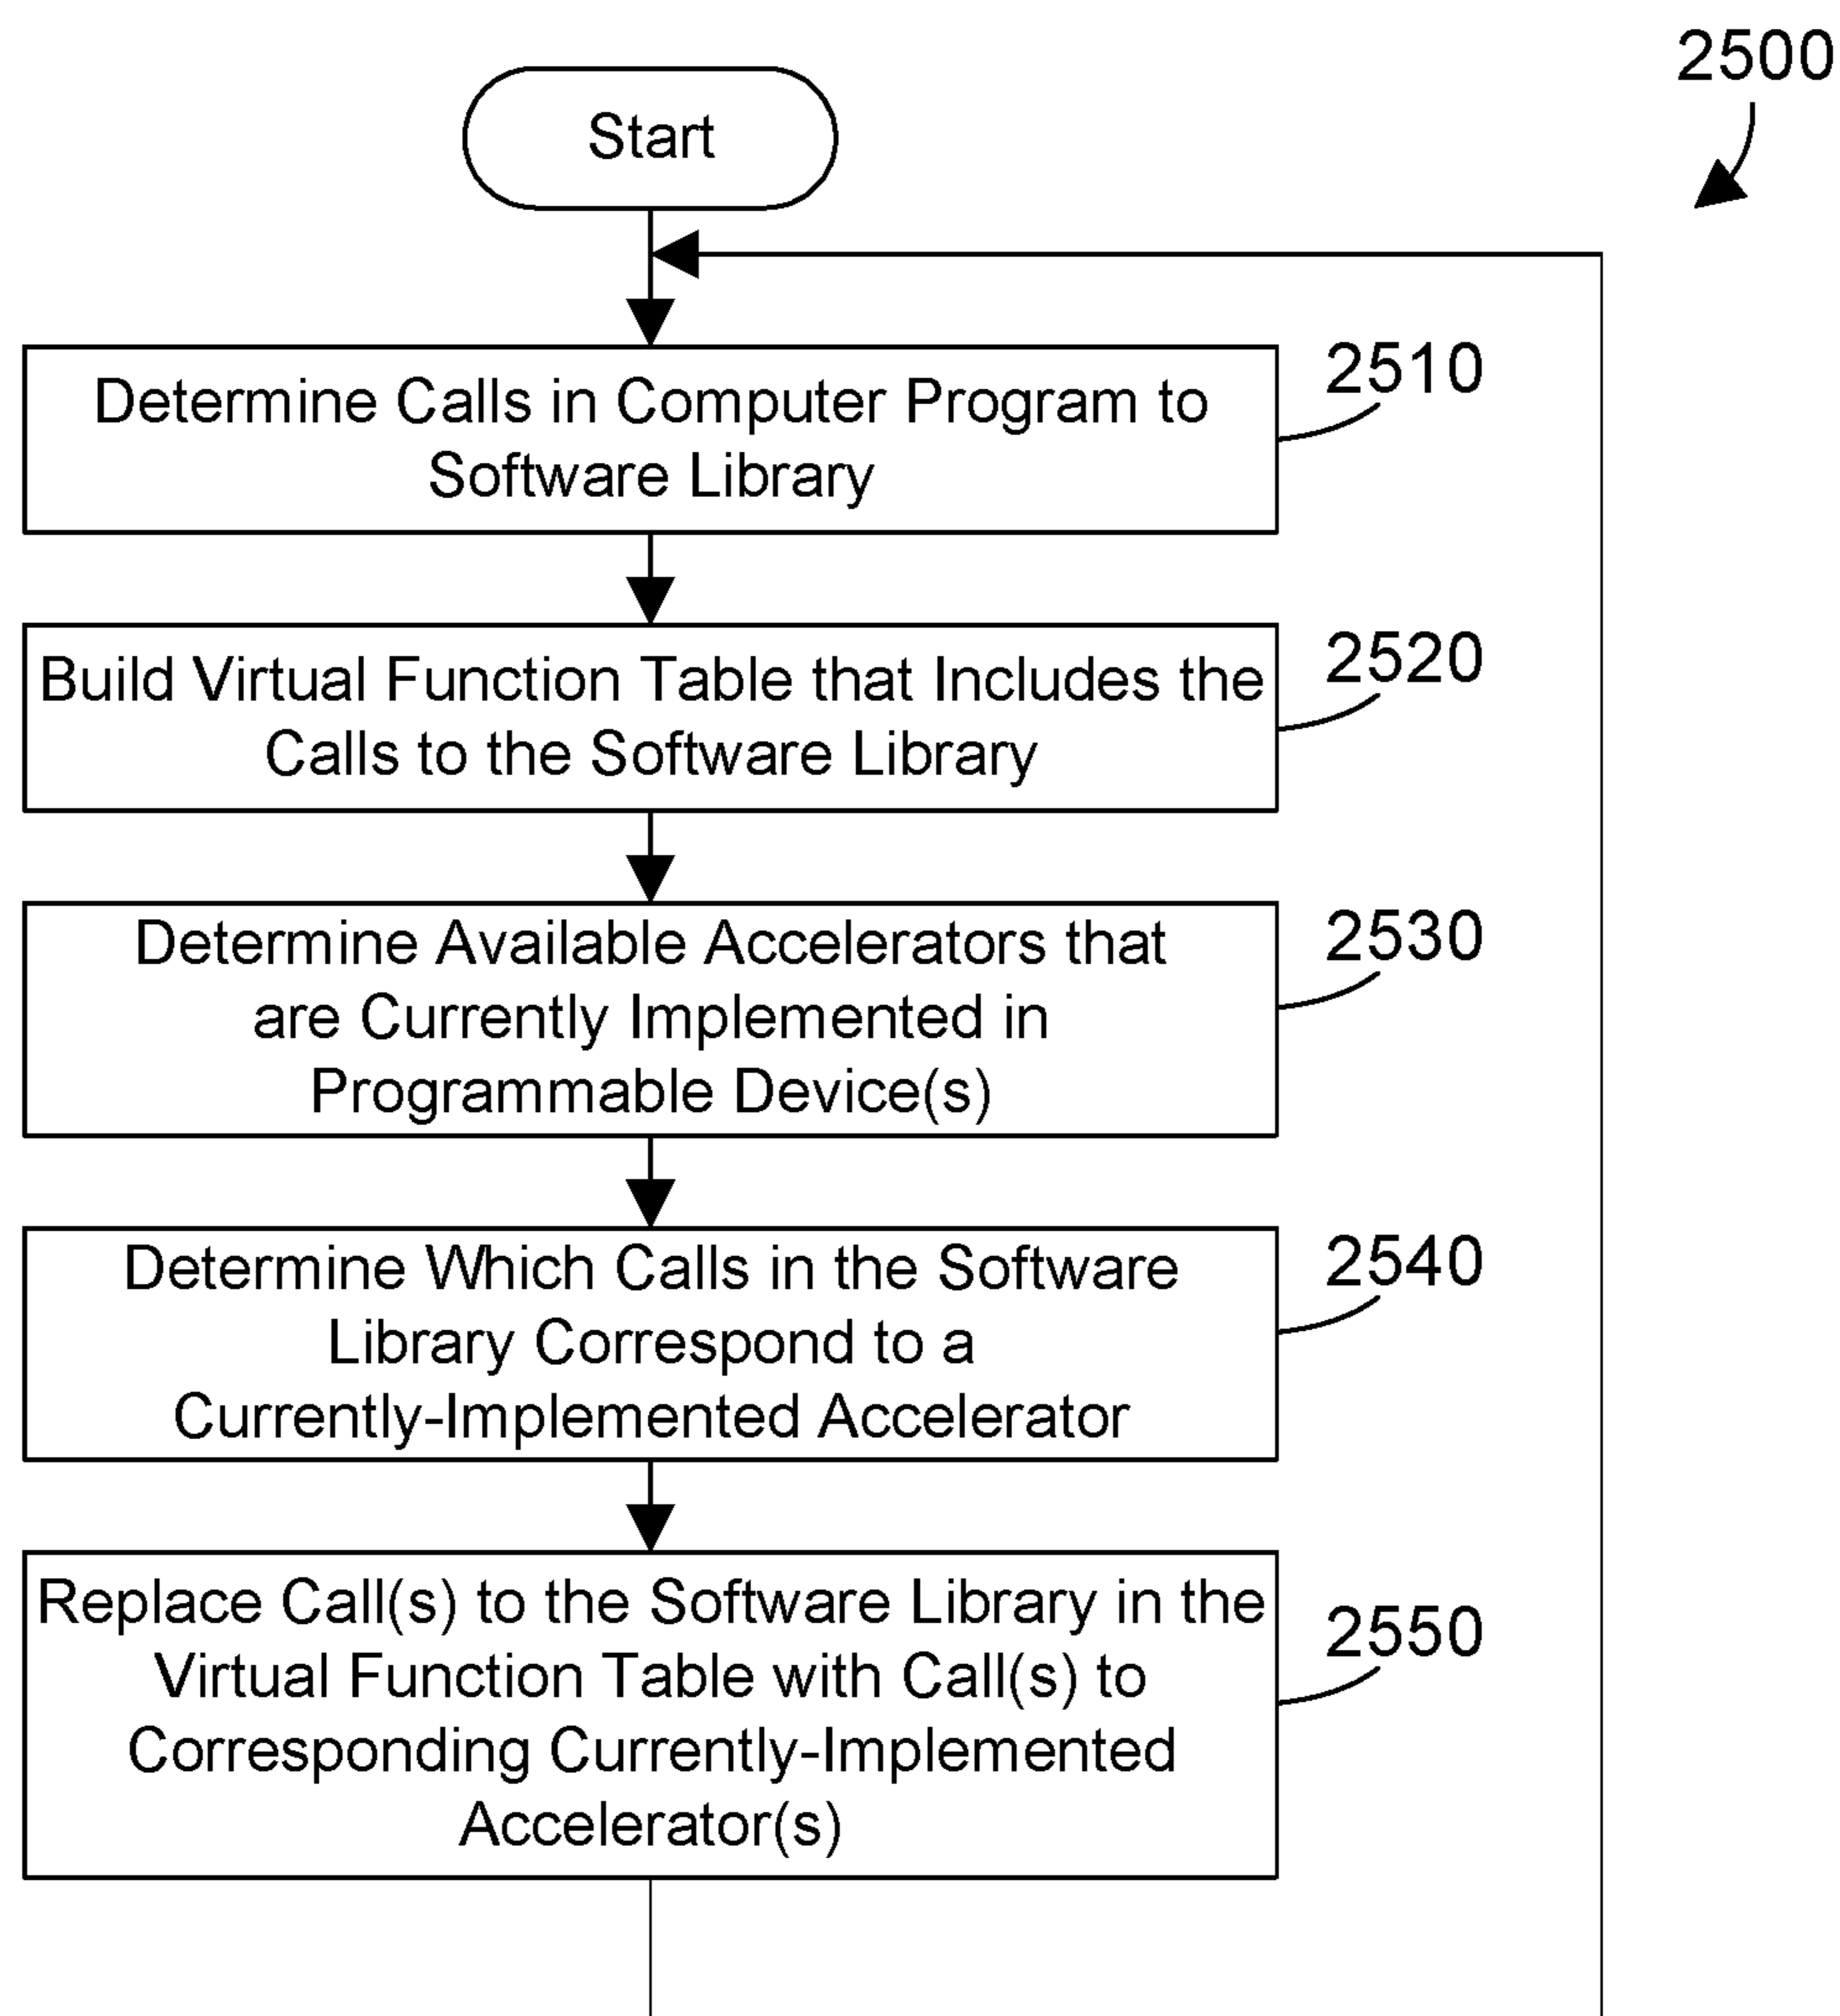 2500
Start
Determine Calls in Computer Program to
Software Library
2510
Build Virtual Function Table that Includes the
Calls to the Software Library
2520
Determine Available Accelerators that
are Currently Implemented in
Programmable Device(s)
2530
Determine Which Calls in the Software
Library Correspond to a
Currently-Implemented Accelerator
2540
Replace Call(s) to the Software Library in the
Virtual Function Table with Call(s) to
Corresponding Currently-Implemented
Accelerator(s)
2550